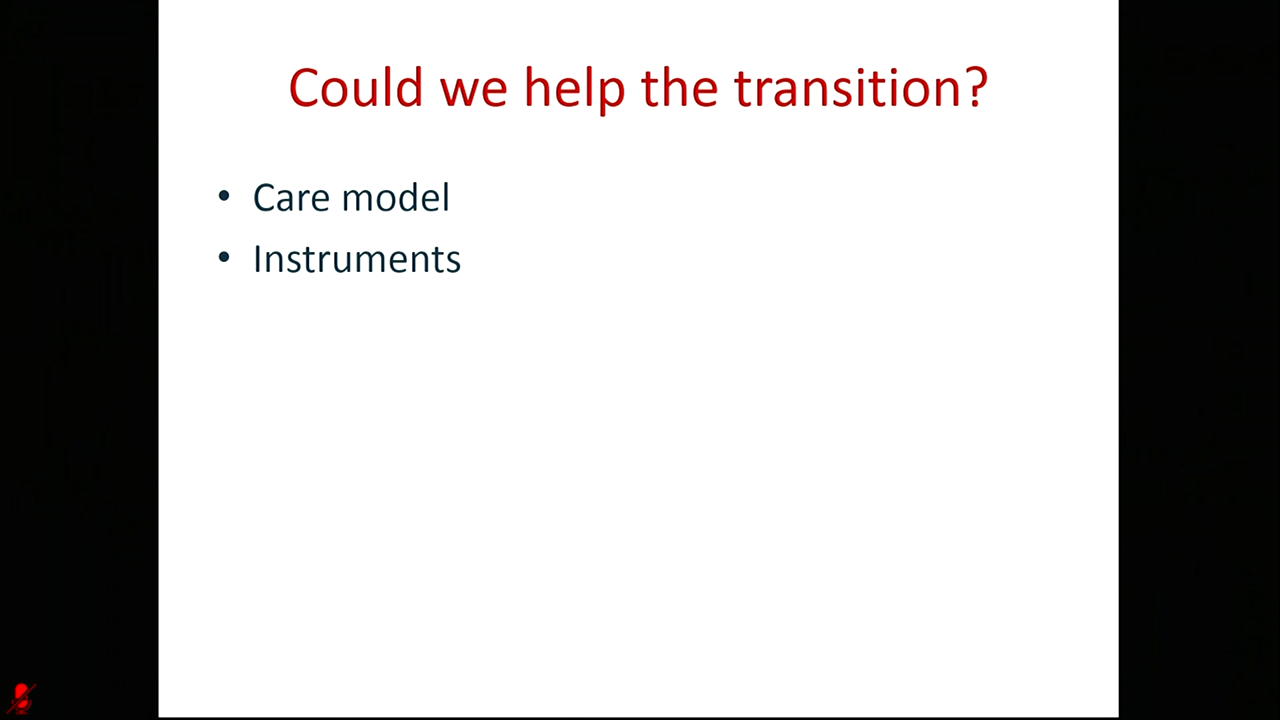 Could we help the transition?
• Care model
• Instruments